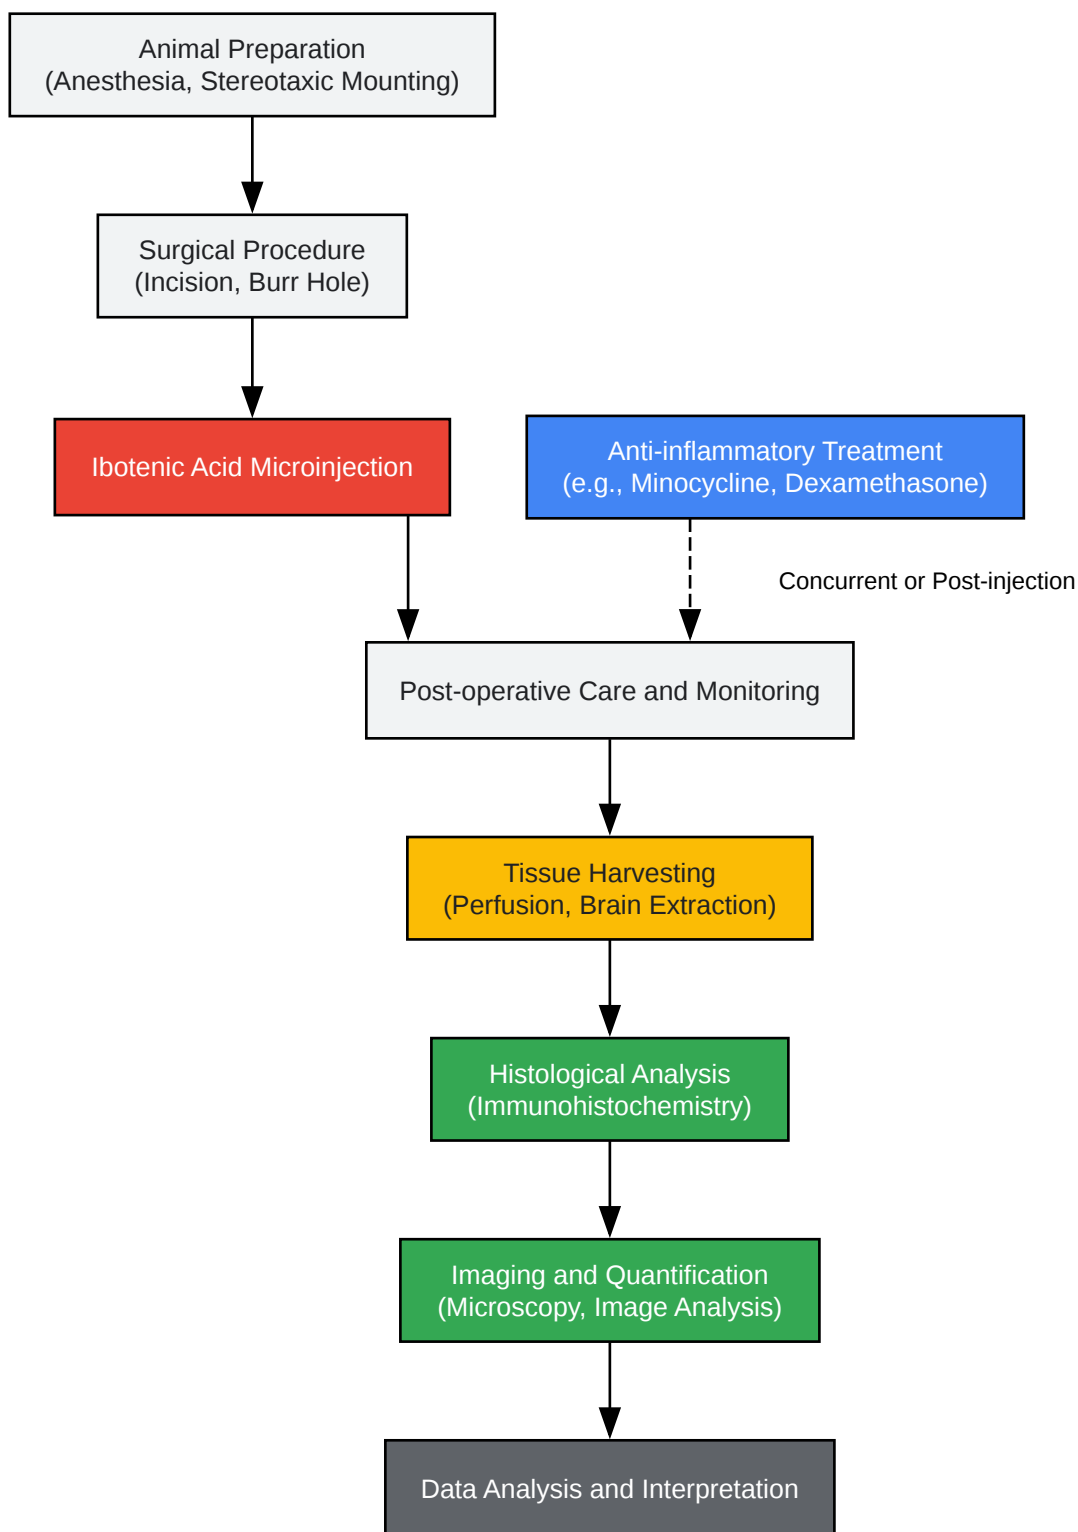 Animal Preparation
(Anesthesia, Stereotaxic Mounting)
Surgical Procedure
(Incision, Burr Hole)
Ibotenic Acid Microinjection
Anti-inflammatory Treatment
(e.g., Minocycline, Dexamethasone)
Concurrent or Post-injection
Post-operative Care and Monitoring
Tissue Harvesting
(Perfusion, Brain Extraction)
Histological Analysis
(Immunohistochemistry)
Imaging and Quantification
(Microscopy, Image Analysis)
Data Analysis and Interpretation